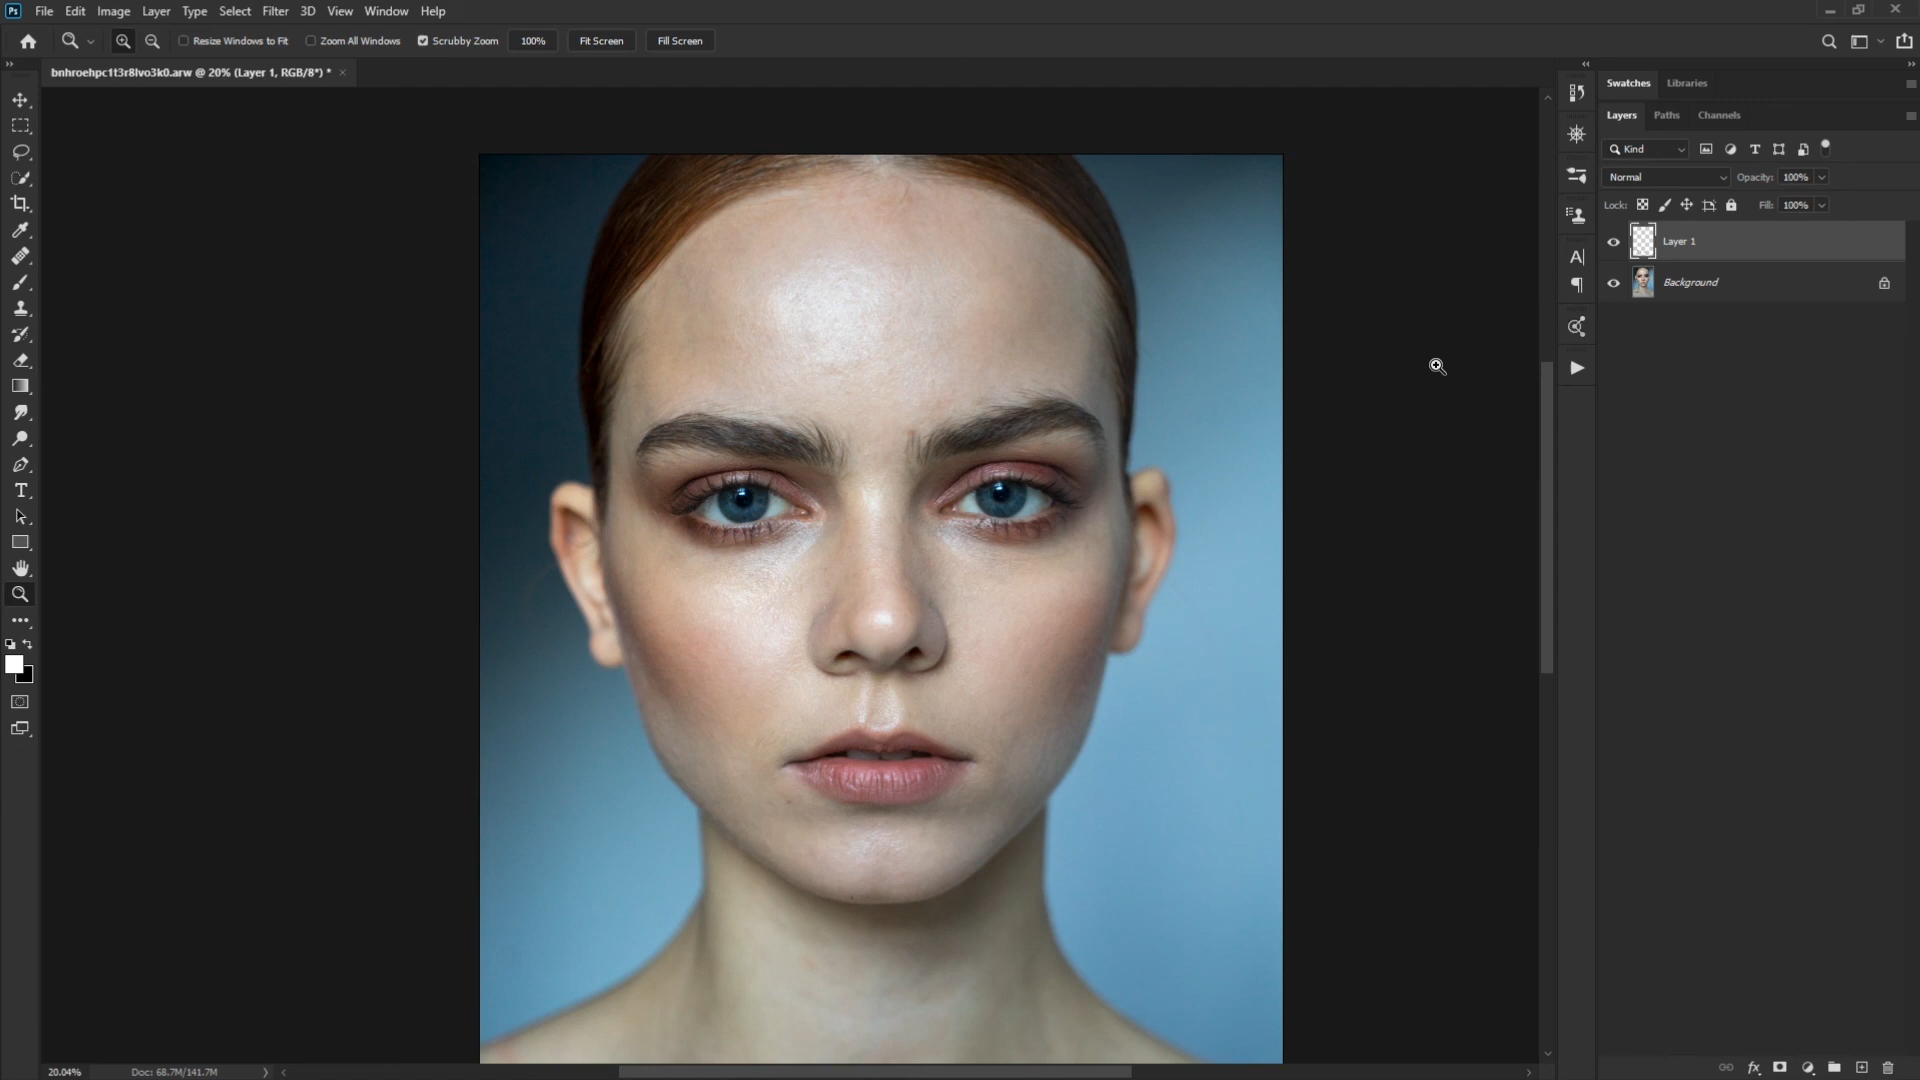 Ps File Edit Image Layer Type Select Filter 3D View Window Help
Resize Windows to Fit Zoom All Windows Scrubby Zoom 100% Fit Screen Fill Screen
bnhroehpc1t3r8lvo3k0.arw @ 20% (Layer 1, RGB/8*) *
Swatches Libraries
Layers Paths Channels
Kind
Normal Opacity: 100%
Lock: Fill: 100%
Layer 1
Background
20.04% Doc: 68.7M/141.7M